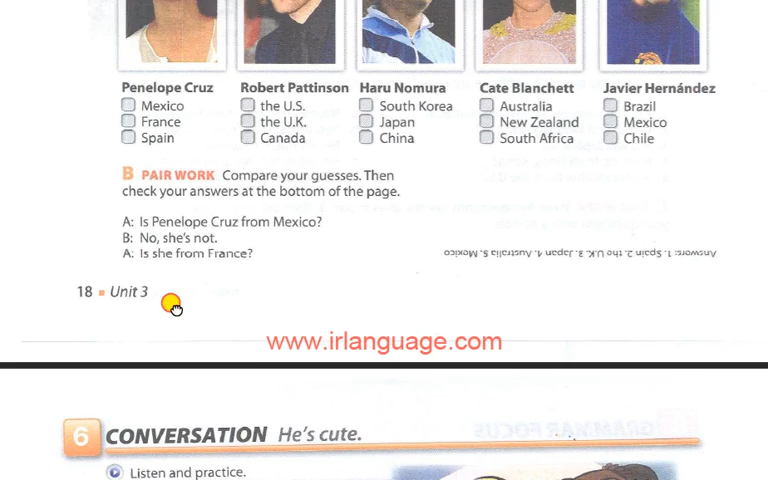 Penelope Cruz Robert Pattinson Haru Nomura Cate Blanchett Javier Hernández
Mexico the U.S. South Korea Australia Brazil
France the U.K. Japan New Zealand Mexico
Spain Canada China South Africa Chile
B PAIR WORK Compare your guesses. Then
check your answers at the bottom of the page.
A: Is Penelope Cruz from Mexico?
B: No, she's not.
A: Is she from France?
Answers: 1. Spain 2. the U.K. 3. Japan 4. Australia 5. Mexico
18 ▪ Unit 3
www.irlanguage.com
6 CONVERSATION He's cute.
Listen and practice.